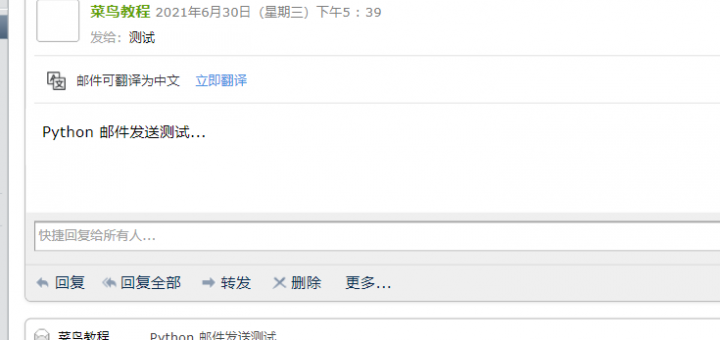 菜鸟教程 2021年6月30日（星期三）下午5：39
发给：测试
邮件可翻译为中文 立即翻译
Python 邮件发送测试...
快捷回复给所有人...
回复 回复全部 转发 删除 更多...
菜鸟教程 Python 邮件发送测试